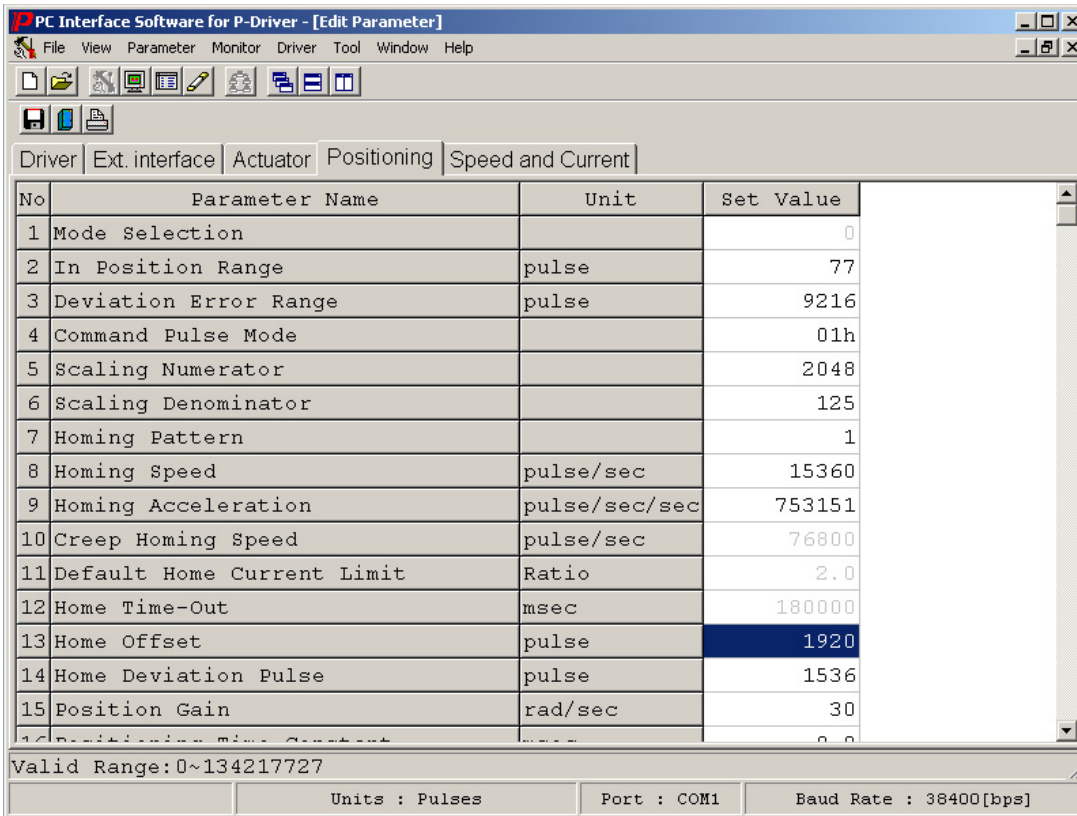 PC Interface Software for P-Driver - [Edit Parameter]
File View Parameter Monitor Driver Tool Window Help
Driver Ext. interface Actuator Positioning Speed and Current
No Parameter Name Unit Set Value
1 Mode Selection 0
2 In Position Range pulse 77
3 Deviation Error Range pulse 9216
4 Command Pulse Mode 01h
5 Scaling Numerator 2048
6 Scaling Denominator 125
7 Homing Pattern 1
8 Homing Speed pulse/sec 15360
9 Homing Acceleration pulse/sec/sec 753151
10 Creep Homing Speed pulse/sec 76800
11 Default Home Current Limit Ratio 2.0
12 Home Time-Out msec 180000
13 Home Offset pulse 1920
14 Home Deviation Pulse pulse 1536
15 Position Gain rad/sec 30
Valid Range:0~134217727
Units : Pulses Port : COM1 Baud Rate : 38400[bps]